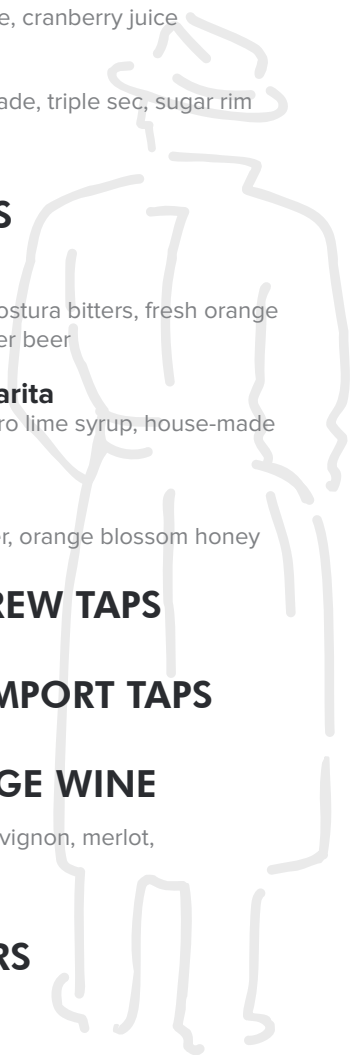 e, cranberry juice
ade, triple sec, sugar rim
S
ostura bitters, fresh orange
er beer
arita
ro lime syrup, house-made
er, orange blossom honey
REW TAPS
MPORT TAPS
GE WINE
vignon, merlot,
RS